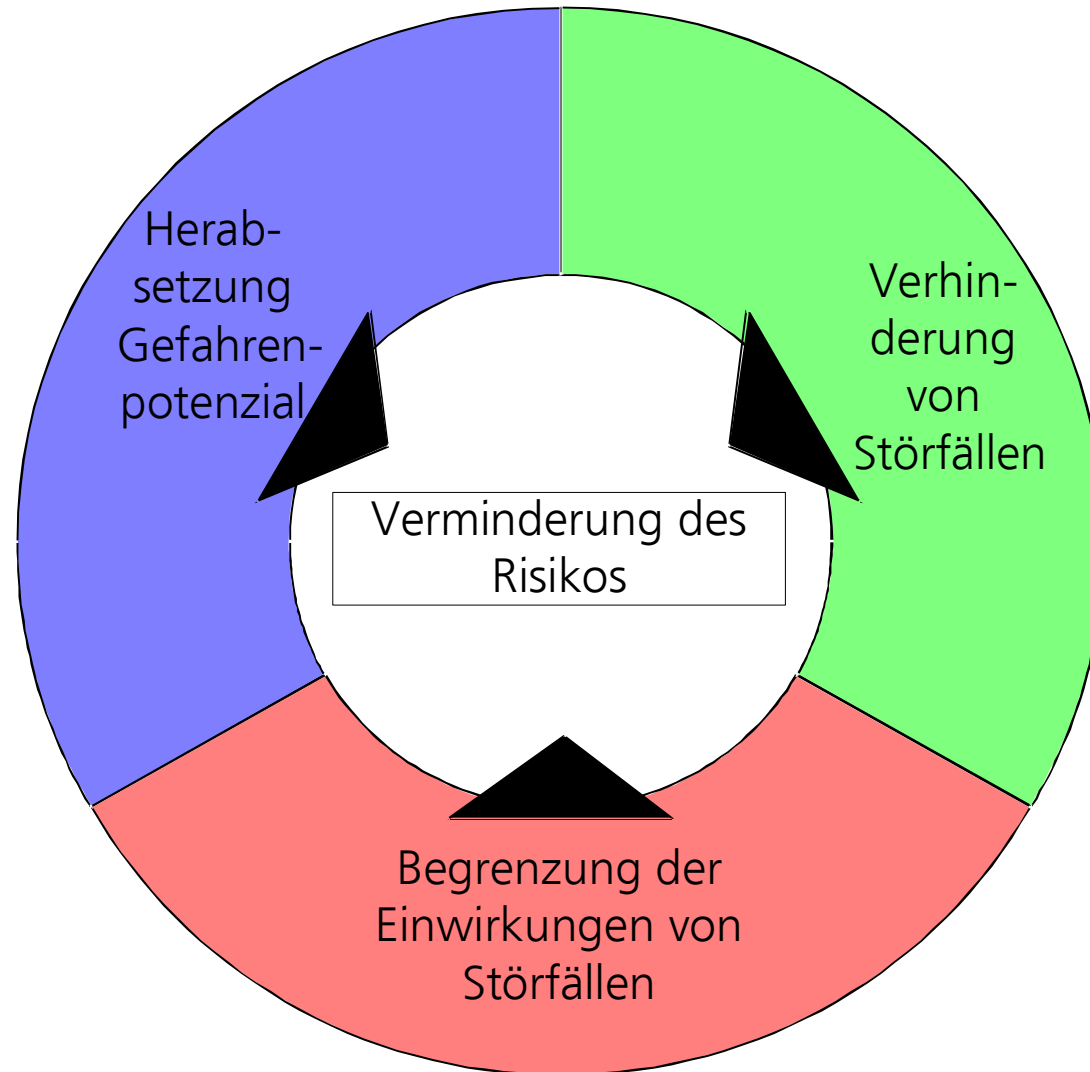 Herab-
setzung
Gefahren-
potenzial
Verhin-
derung
von
Störfällen
Verminderung des
Risikos
Begrenzung der
Einwirkungen von
Störfällen